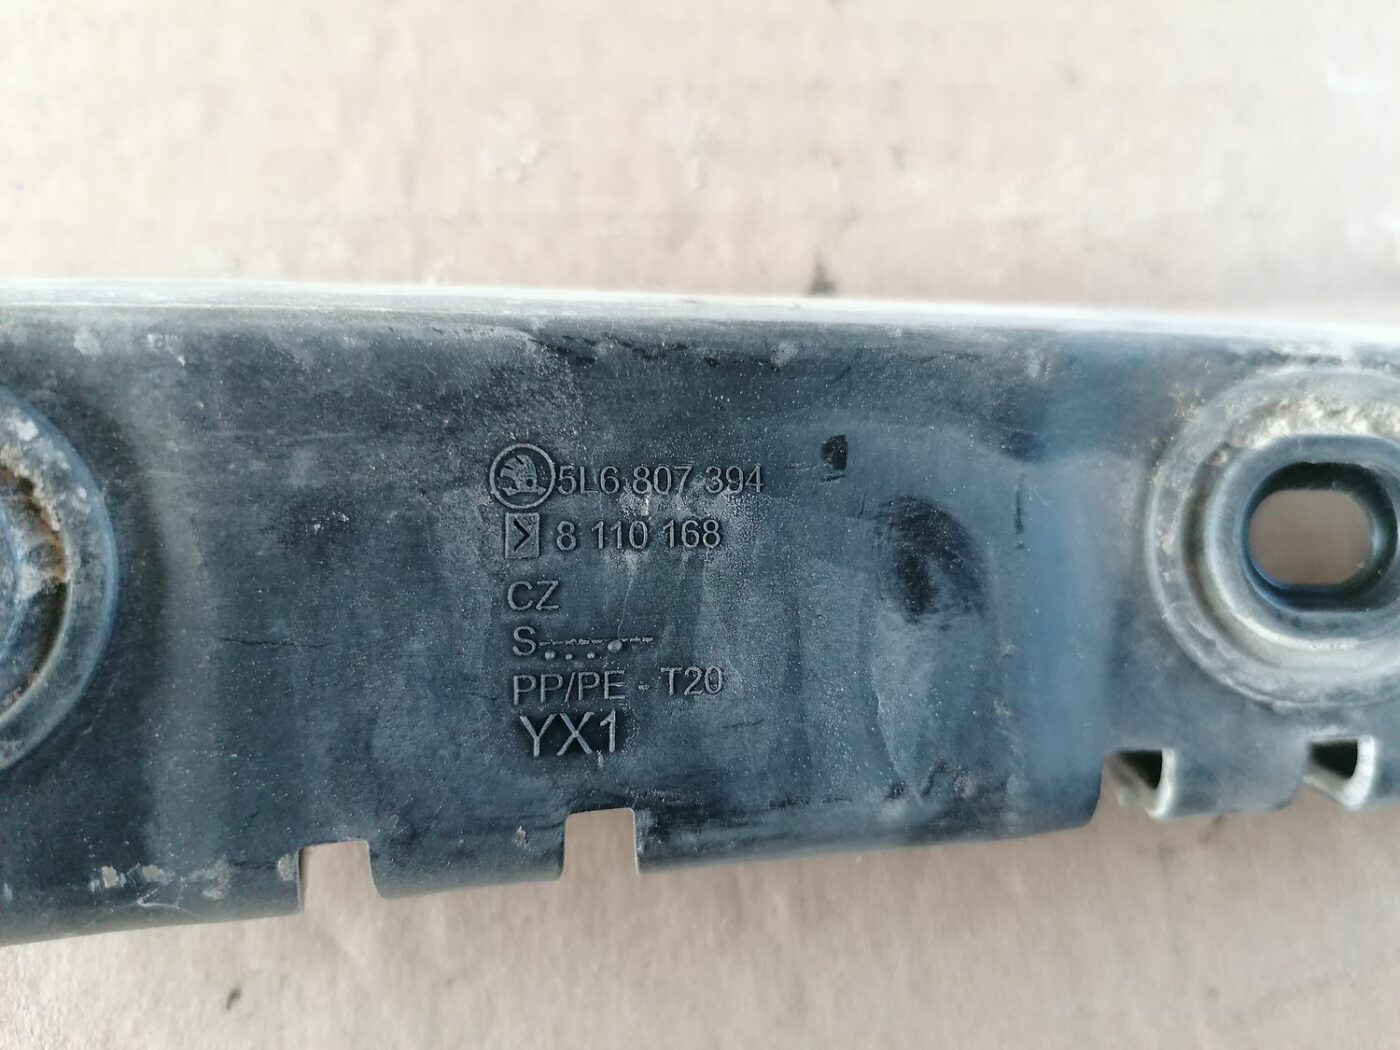 5L6 807 394
8 110 168
CZ
S
PP/PE - T20
YX1